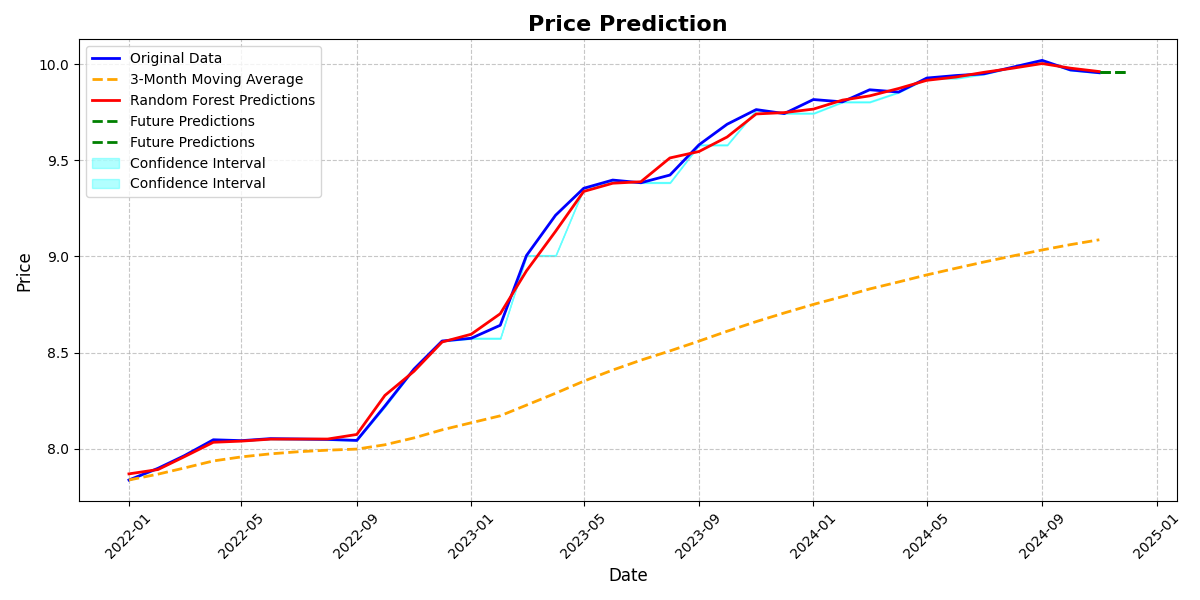 Price Prediction
Original Data
3-Month Moving Average
Random Forest Predictions
Future Predictions
Future Predictions
Confidence Interval
Confidence Interval
Price
10.0
9.5
9.0
8.5
8.0
2022-01
2022-05
2022-09
2023-01
2023-05
2023-09
2024-01
2024-05
2024-09
2025-01
Date